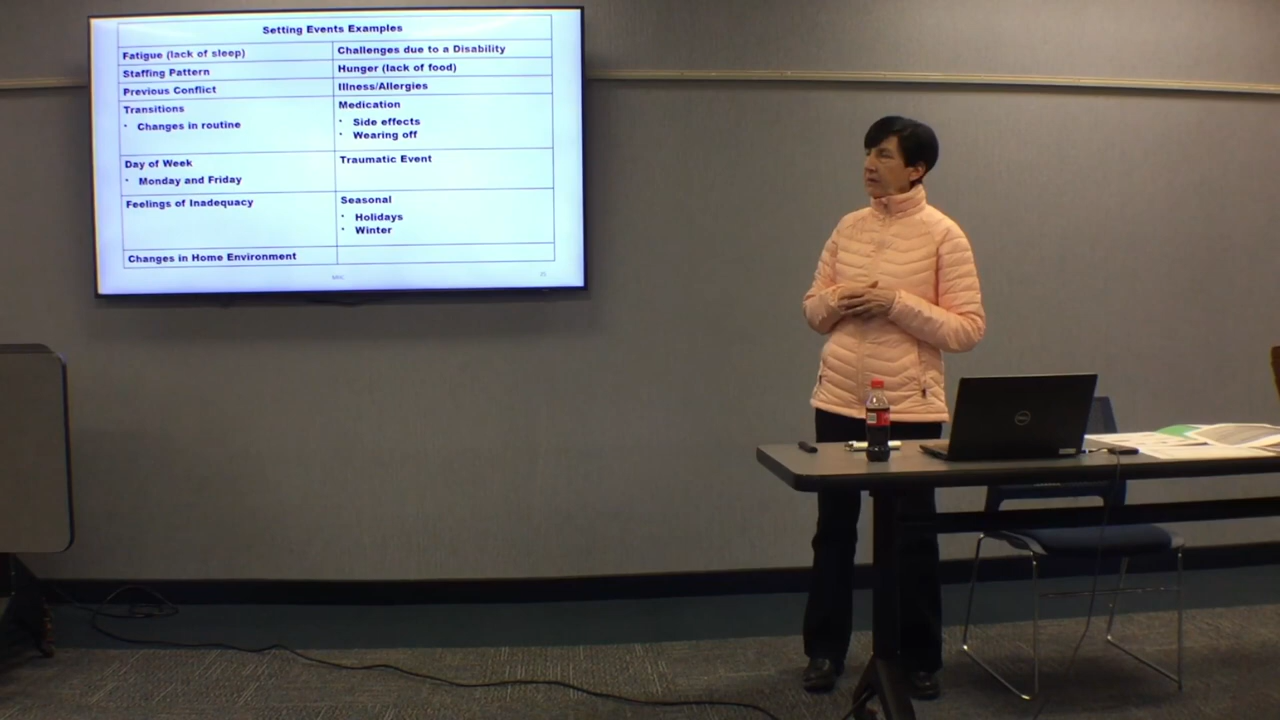 Setting Events Examples
Fatigue (lack of sleep)
Challenges due to a Disability
Staffing Pattern
Hunger (lack of food)
Previous Conflict
Illness/Allergies
Transitions
• Changes in routine
Medication
• Side effects
• Wearing off
Day of Week
• Monday and Friday
Traumatic Event
Feelings of Inadequacy
Seasonal
• Holidays
• Winter
Changes in Home Environment
DELL